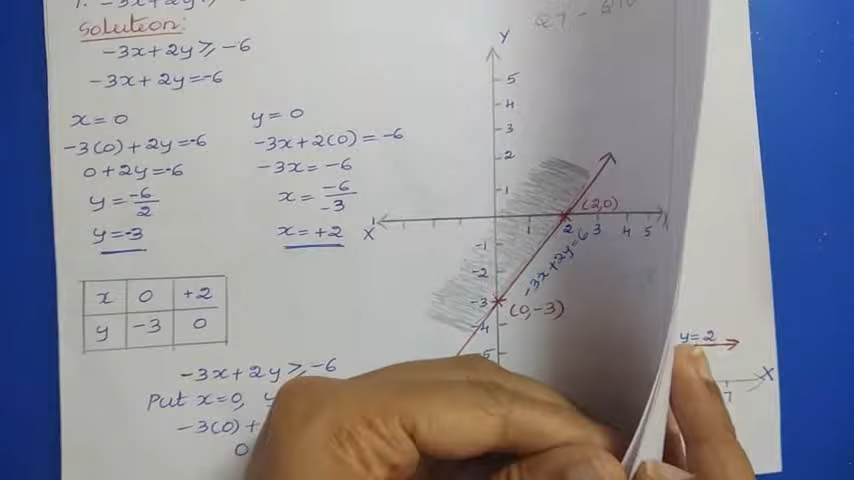 Solution:
-3x+2y ≥ -6
-3x+2y=-6
x=0
-3(0)+2y=-6
0+2y=-6
y=-6/2
y=-3
y=0
-3x+2(0)=-6
-3x=-6
x=-6/-3
x=+2
x 0 +2
y -3 0
-3x+2y ≥ -6
Put x=0,
-3(0)+
0
Y
5
4
3
2
1
X' 1 2 3 4 5
(2,0)
-1
-2
-3
-4
-5
-3x+2y=6
(0,-3)
y=2
X
7